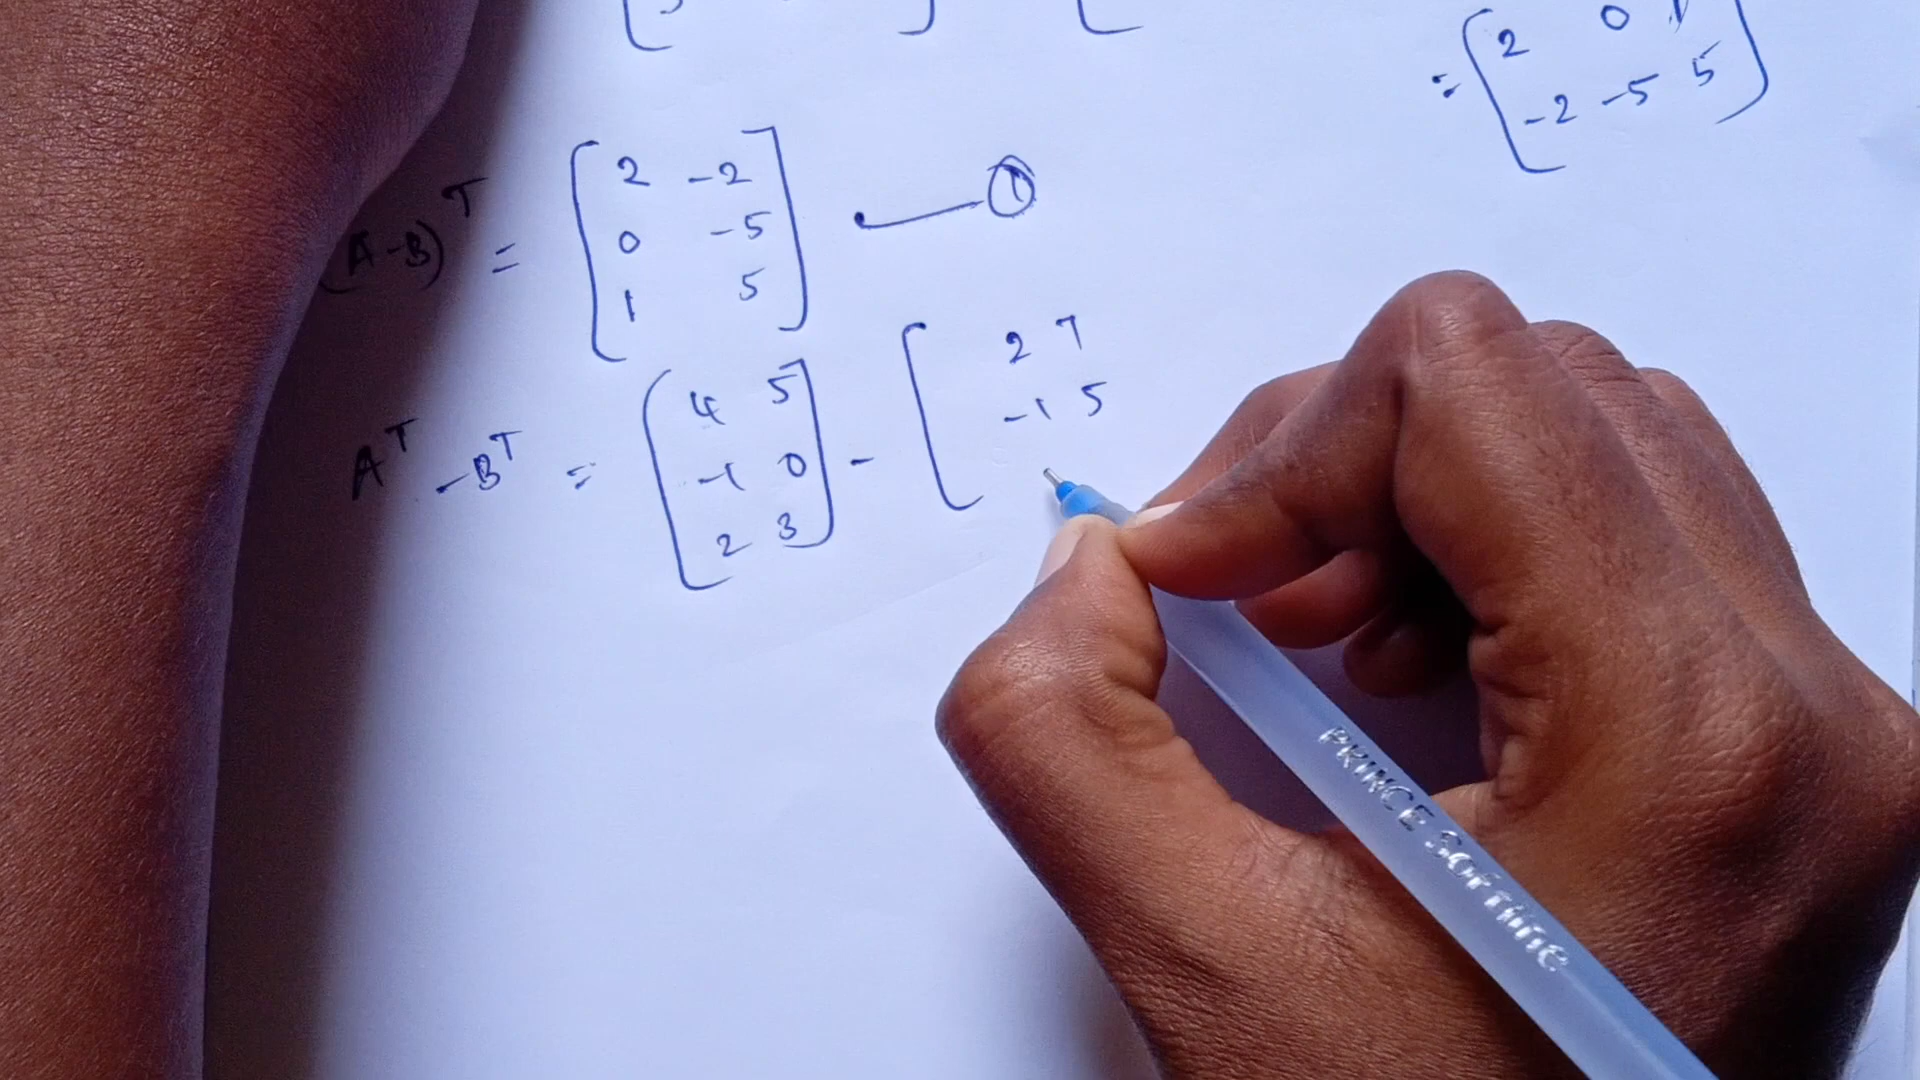 = [ 2 0 1
-2 -5 5 ]
(A-B)^T = [ 2 -2
0 -5
1 5 ] — ①
A^T - B^T = [ 4 5
-1 0
2 3 ] - [ 2 7
-1 5
PRINCE Softline